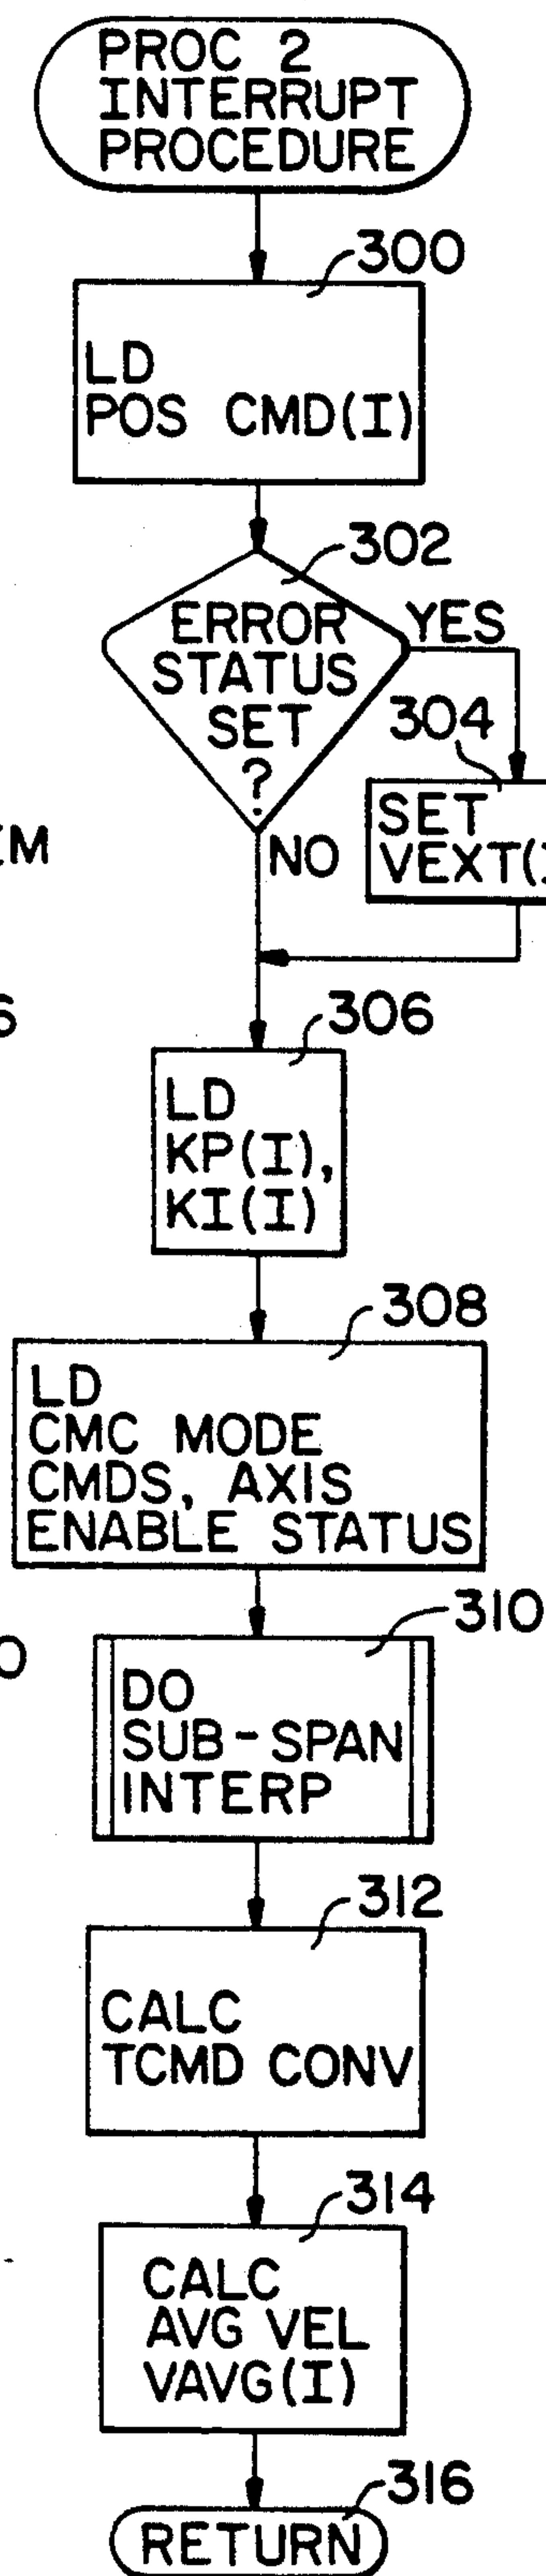 PROC 2
INTERRUPT
PROCEDURE
300
LD
POS CMD(I)
302
ERROR
STATUS
SET
?
YES
304
SET
VEXT(
NO
306
LD
KP(I),
KI(I)
308
LD
CMC MODE
CMDS, AXIS
ENABLE STATUS
310
DO
SUB-SPAN
INTERP
312
CALC
TCMD CONV
314
CALC
AVG VEL
VAVG(I)
316
RETURN